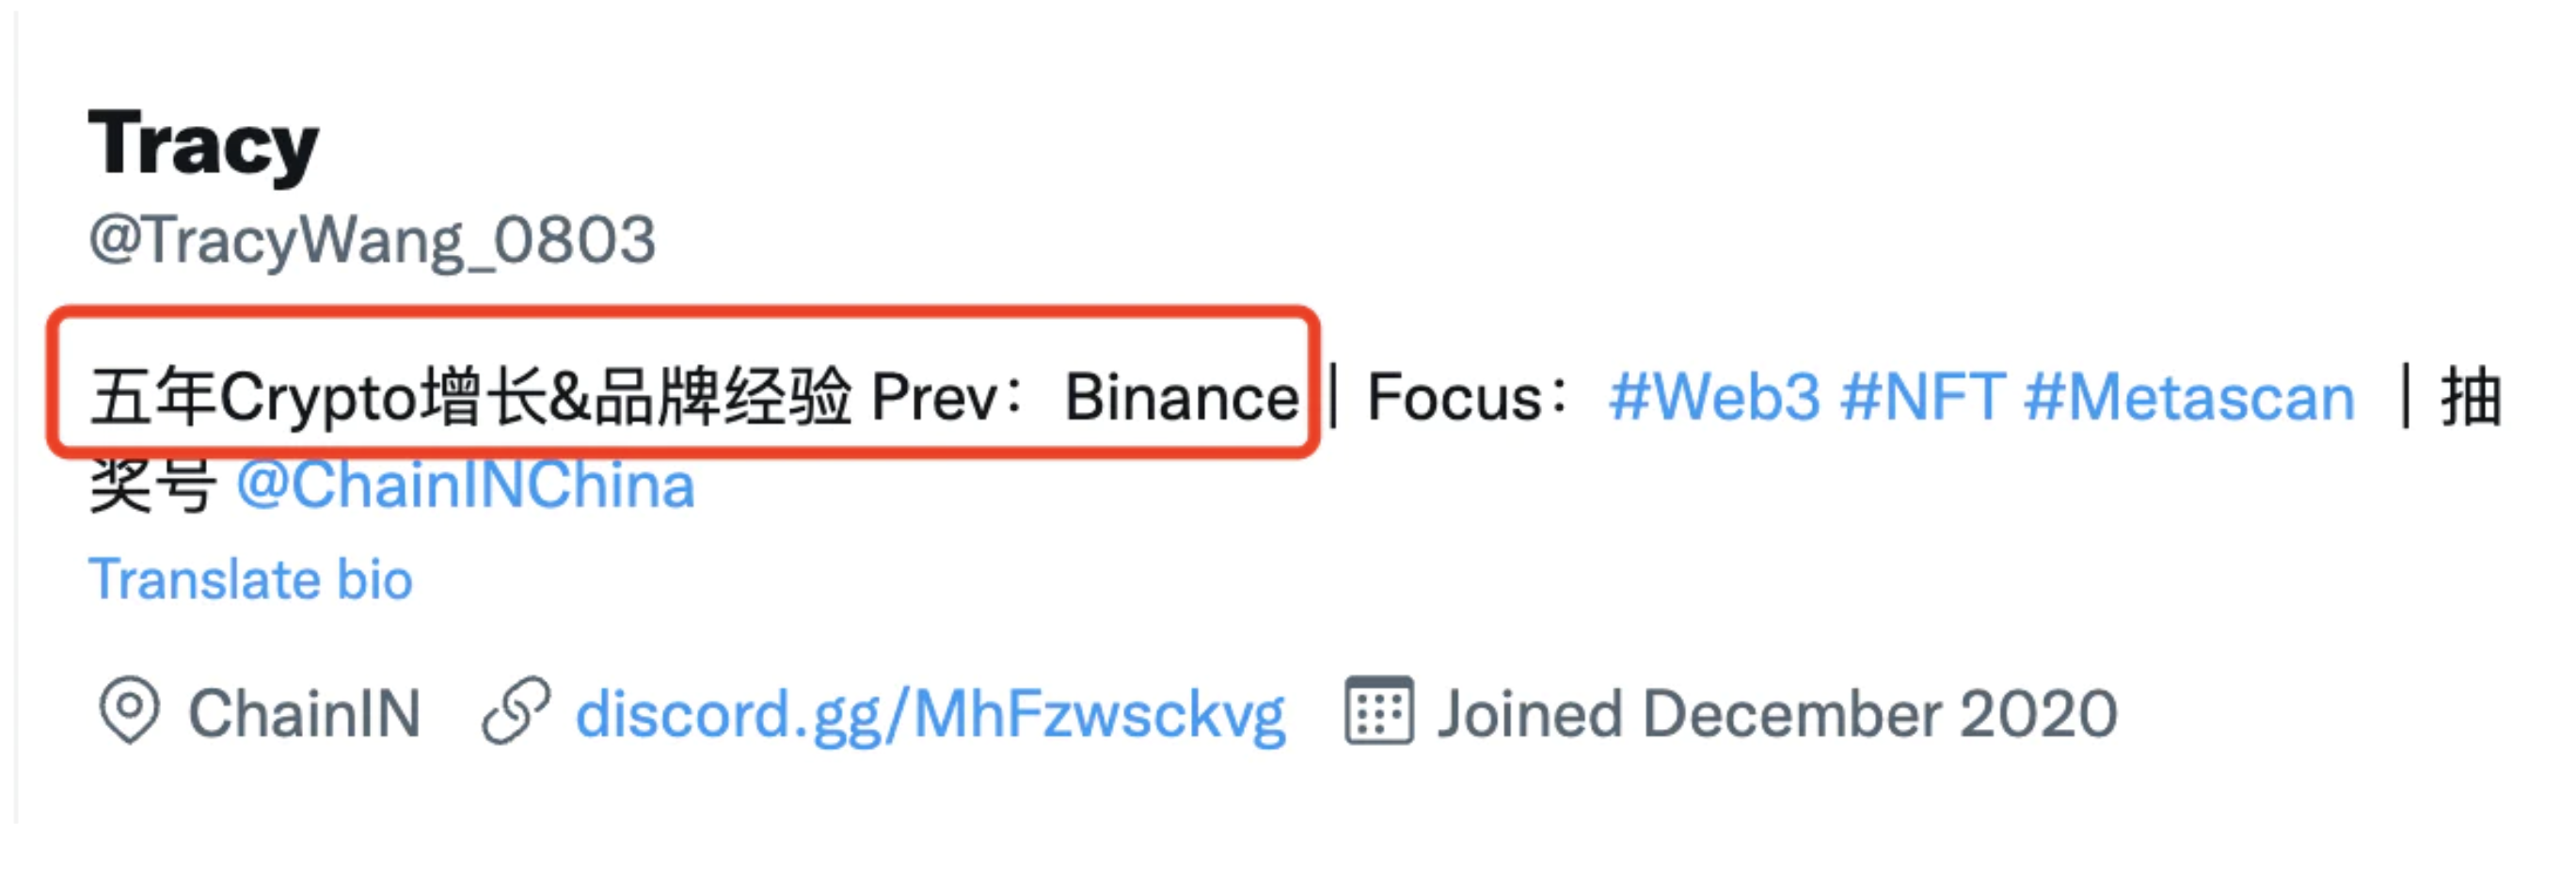 Tracy
@TracyWang_0803
五年Crypto增长&品牌经验 Prev：Binance｜Focus：#Web3 #NFT #Metascan ｜抽
奖号 @ChainINChina
Translate bio
ChainIN discord.gg/MhFzwsckvg Joined December 2020